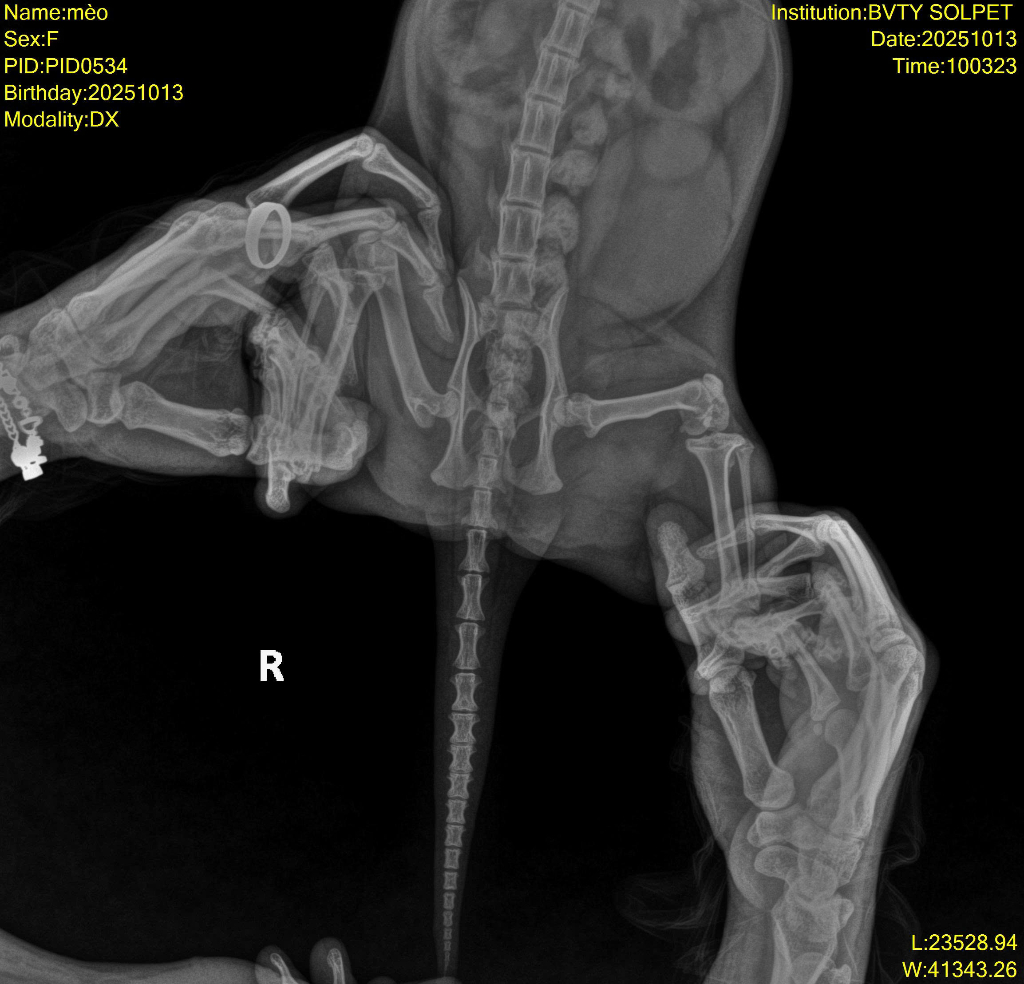 Name:mèo
Sex:F
PID:PID0534
Birthday:20251013
Modality:DX
Institution:BVTY SOLPET
Date:20251013
Time:100323
R
L:23528.94
W:41343.26